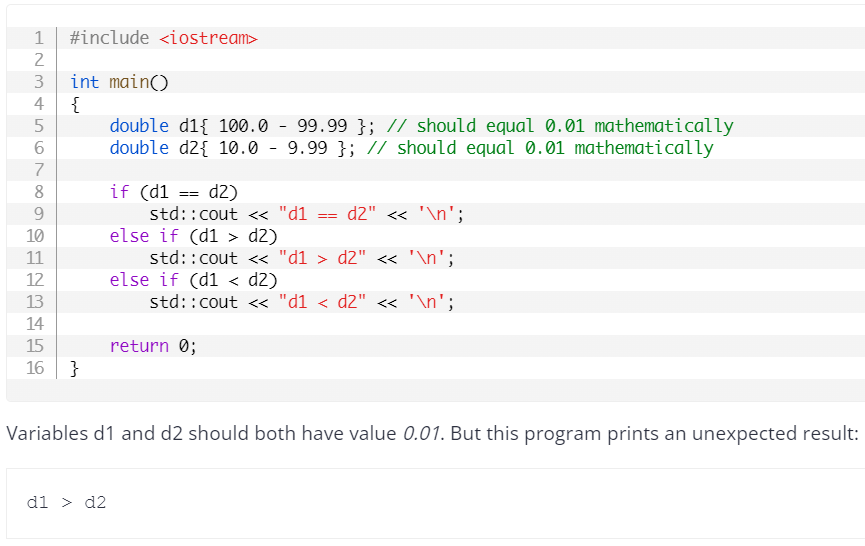 1 #include <iostream>
2
3 int main()
4 {
5     double d1{ 100.0 - 99.99 }; // should equal 0.01 mathematically
6     double d2{ 10.0 - 9.99 }; // should equal 0.01 mathematically
7
8     if (d1 == d2)
9         std::cout << "d1 == d2" << '\n';
10     else if (d1 > d2)
11         std::cout << "d1 > d2" << '\n';
12     else if (d1 < d2)
13         std::cout << "d1 < d2" << '\n';
14
15     return 0;
16 }
Variables d1 and d2 should both have value 0.01. But this program prints an unexpected result:
d1 > d2